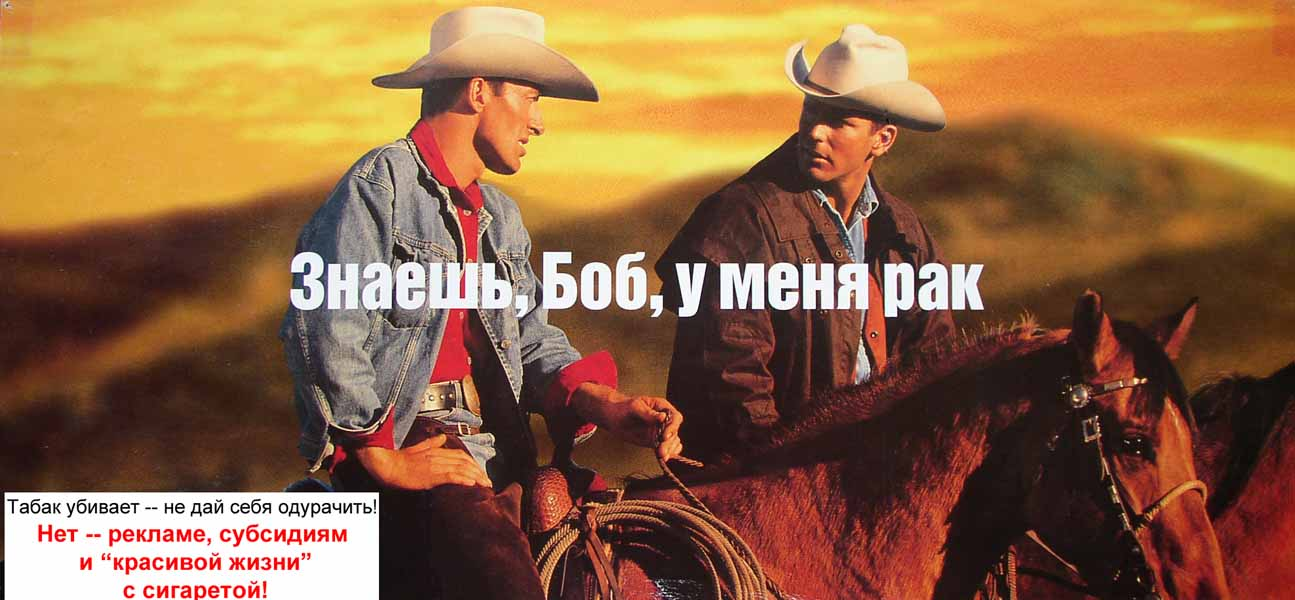 Знаешь, Боб, у меня рак
Табак убивает -- не дай себя одурачить!
Нет -- рекламе, субсидиям
и “красивой жизни”
с сигаретой!